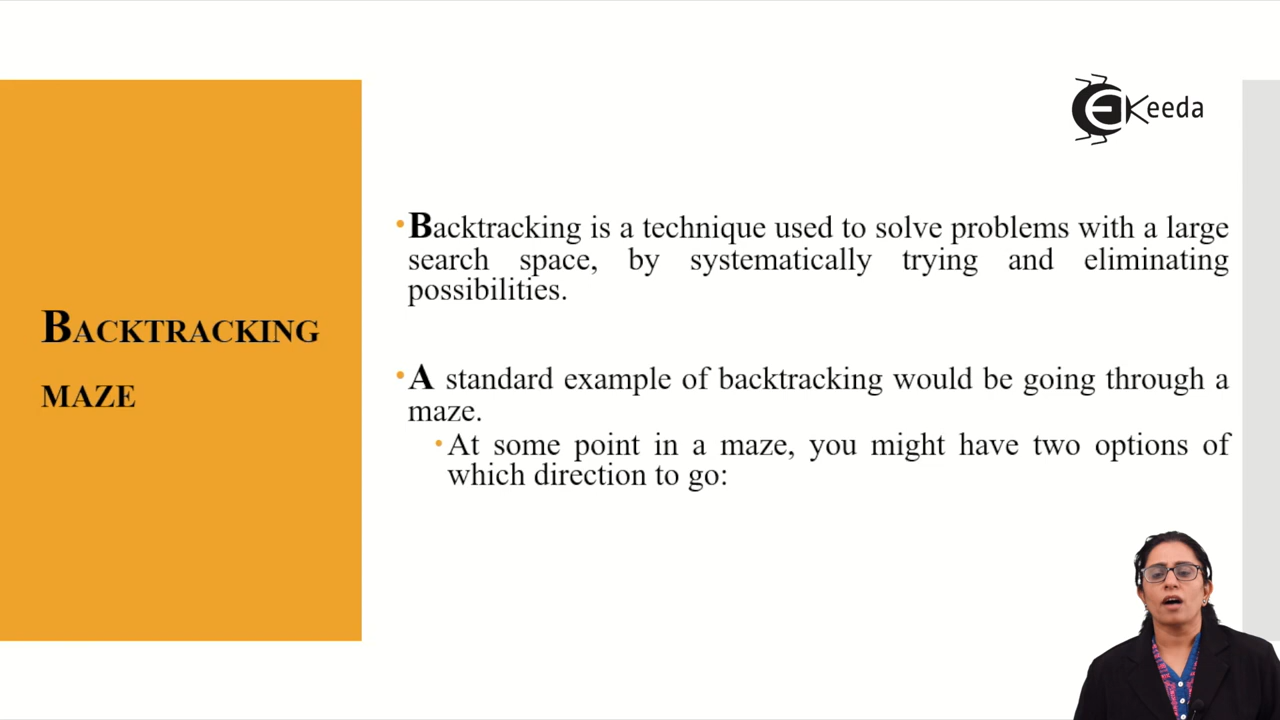 EKeeda
Backtracking is a technique used to solve problems with a large
search space, by systematically trying and eliminating
possibilities.
BACKTRACKING
MAZE
A standard example of backtracking would be going through a
maze.
At some point in a maze, you might have two options of
which direction to go: